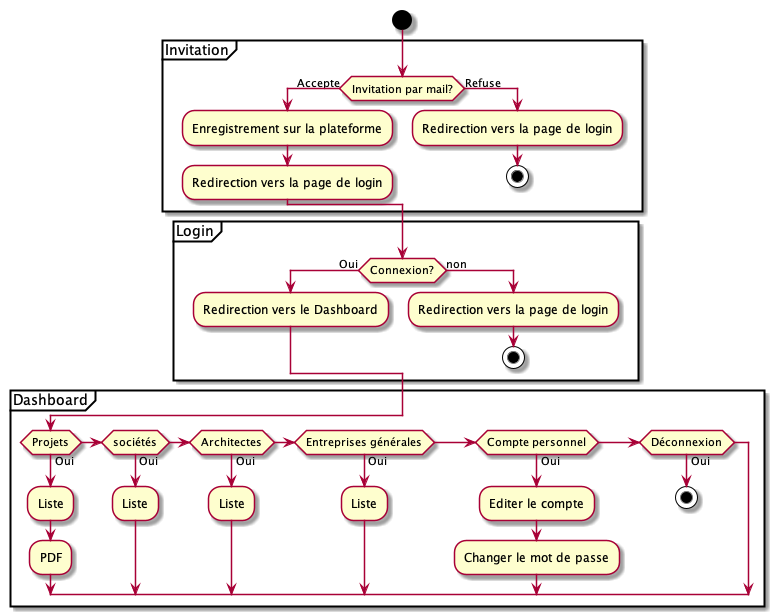 Invitation
Invitation par mail?
Accepte
Refuse
Enregistrement sur la plateforme
Redirection vers la page de login
Redirection vers la page de login
Login
Connexion?
Oui
non
Redirection vers le Dashboard
Redirection vers la page de login
Dashboard
Projets
sociétés
Architectes
Entreprises générales
Compte personnel
Déconnexion
Oui
Oui
Oui
Oui
Oui
Oui
Liste
Liste
Liste
Liste
Editer le compte
PDF
Changer le mot de passe